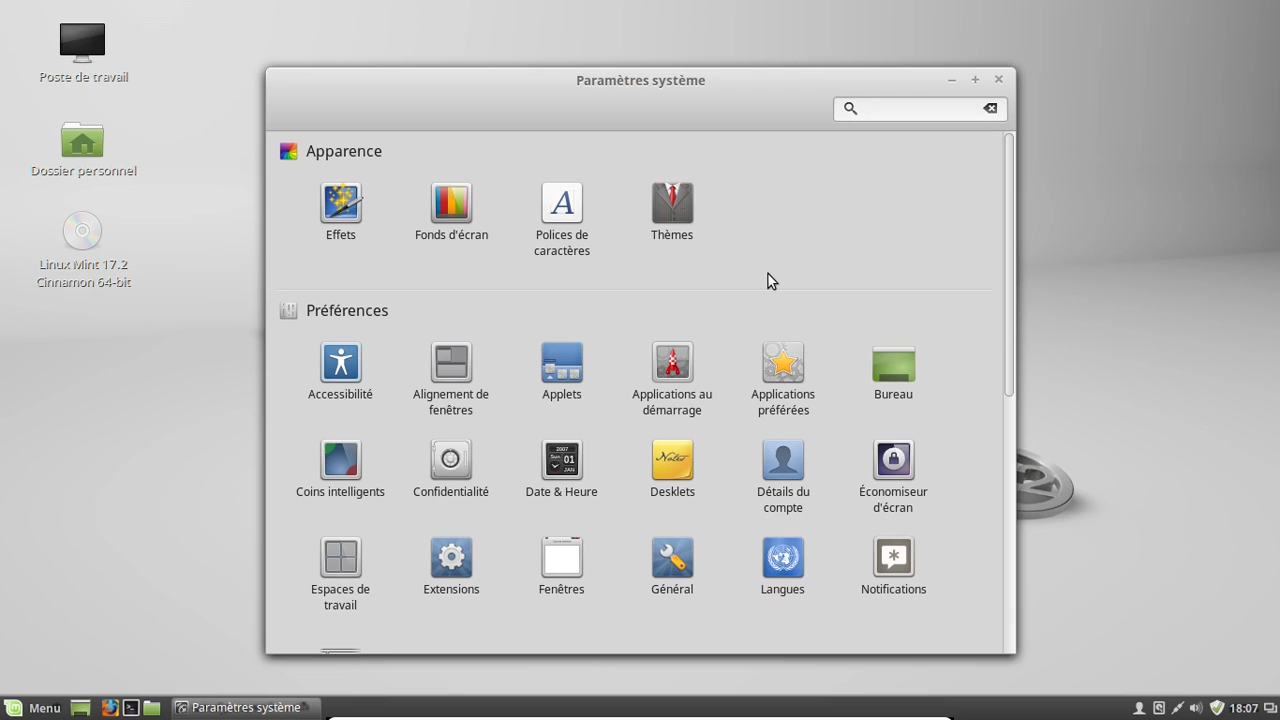 Poste de travail
Dossier personnel
Linux Mint 17.2
Cinnamon 64-bit
Paramètres système
Apparence
Effets
Fonds d'écran
Polices de
caractères
Thèmes
Préférences
Accessibilité
Alignement de
fenêtres
Applets
Applications au
démarrage
Applications
préférées
Bureau
Coins intelligents
Confidentialité
Date & Heure
Desklets
Détails du
compte
Économiseur
d'écran
Espaces de
travail
Extensions
Fenêtres
Général
Langues
Notifications
Menu
Paramètres système
18:07